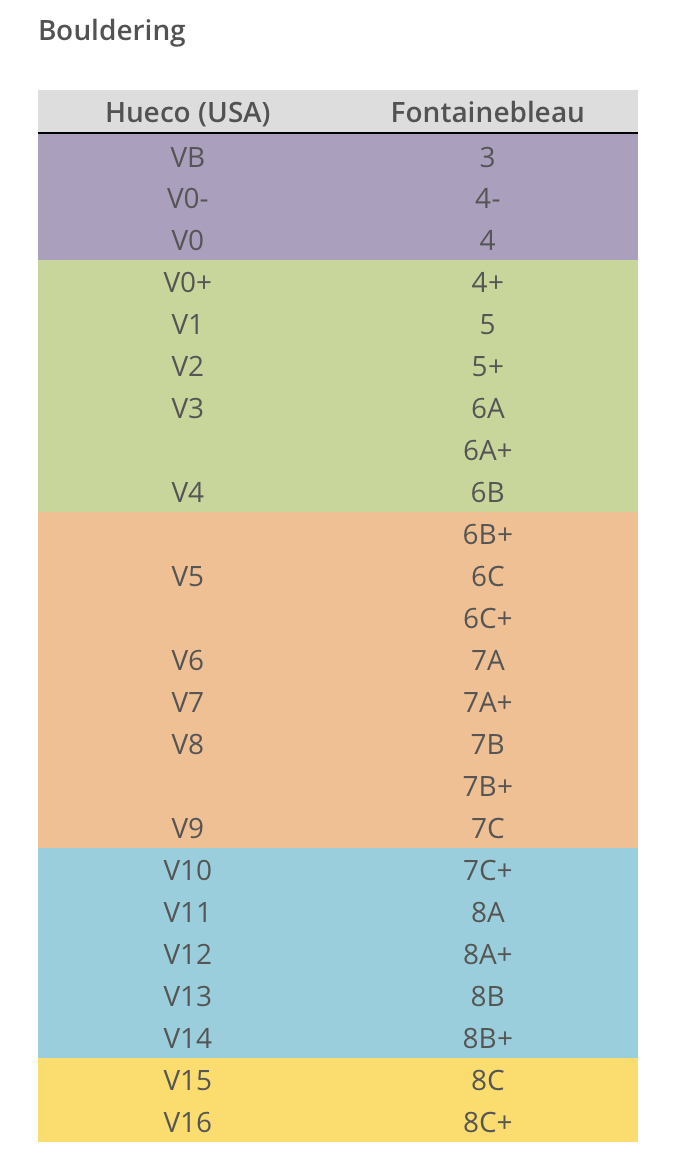 Bouldering
Hueco (USA) Fontainebleau
VB 3
V0- 4-
V0 4
V0+ 4+
V1 5
V2 5+
V3 6A
6A+
V4 6B
6B+
V5 6C
6C+
V6 7A
V7 7A+
V8 7B
7B+
V9 7C
V10 7C+
V11 8A
V12 8A+
V13 8B
V14 8B+
V15 8C
V16 8C+